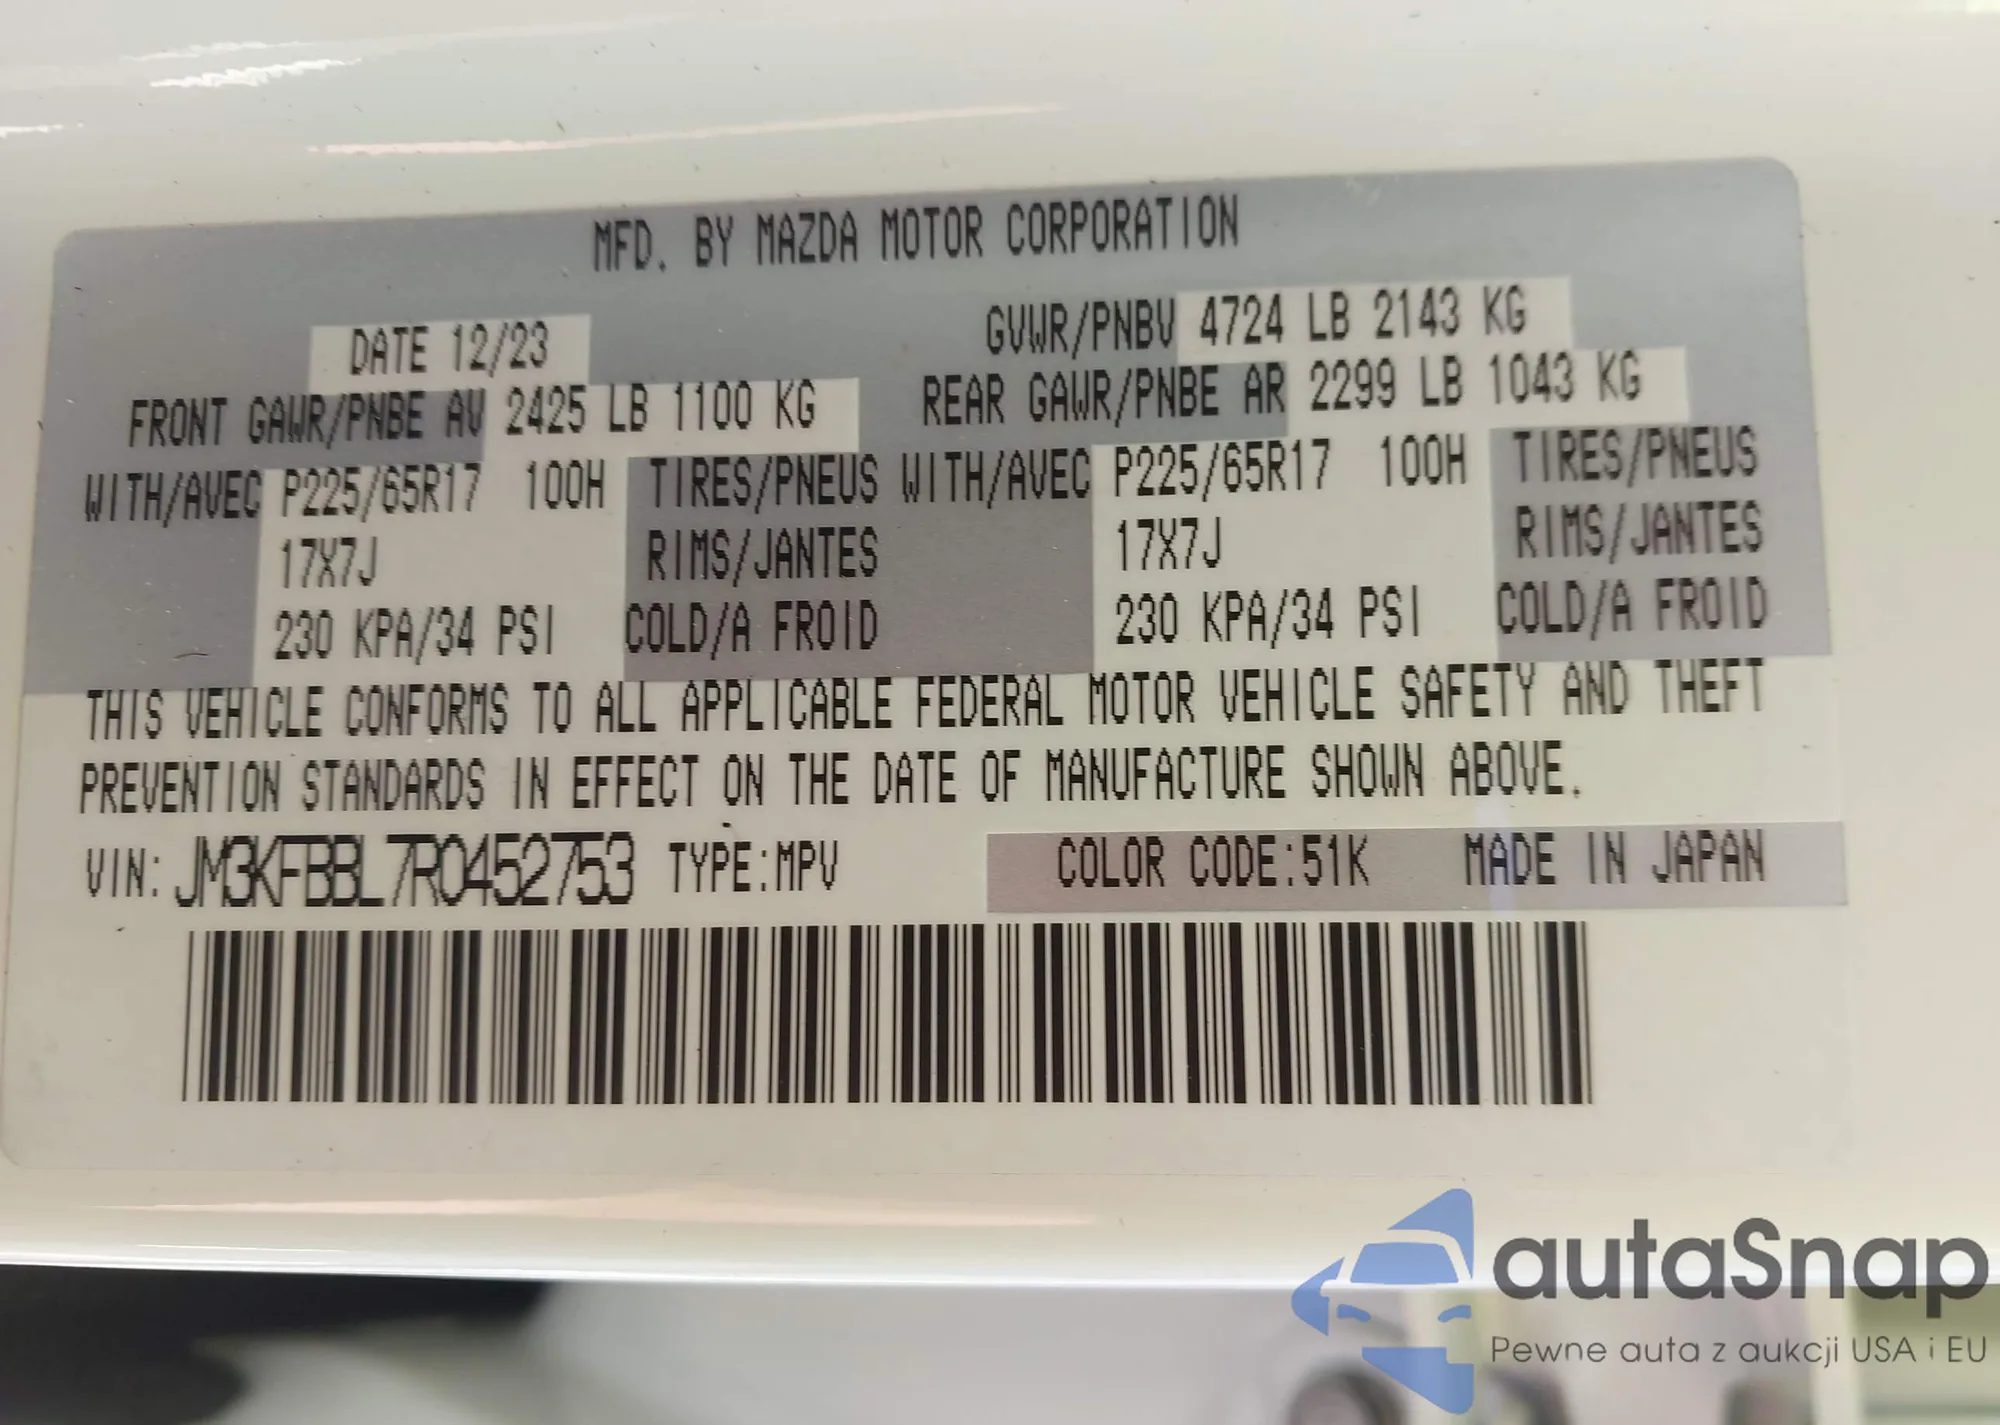 MFD. BY MAZDA MOTOR CORPORATION
DATE 12/23 GVWR/PNBV 4724 LB 2143 KG
FRONT GAWR/PNBE AV 2425 LB 1100 KG REAR GAWR/PNBE AR 2299 LB 1043 KG
WITH/AVEC P225/65R17 100H TIRES/PNEUS WITH/AVEC P225/65R17 100H TIRES/PNEUS
17X7J RIMS/JANTES 17X7J RIMS/JANTES
230 KPA/34 PSI COLD/A FROID 230 KPA/34 PSI COLD/A FROID
THIS VEHICLE CONFORMS TO ALL APPLICABLE FEDERAL MOTOR VEHICLE SAFETY AND THEFT
PREVENTION STANDARDS IN EFFECT ON THE DATE OF MANUFACTURE SHOWN ABOVE.
VIN: JM3KFBBL7R0452753 TYPE:MPV COLOR CODE:51K MADE IN JAPAN
autaSnap
Pewne auta z aukcji USA i EU